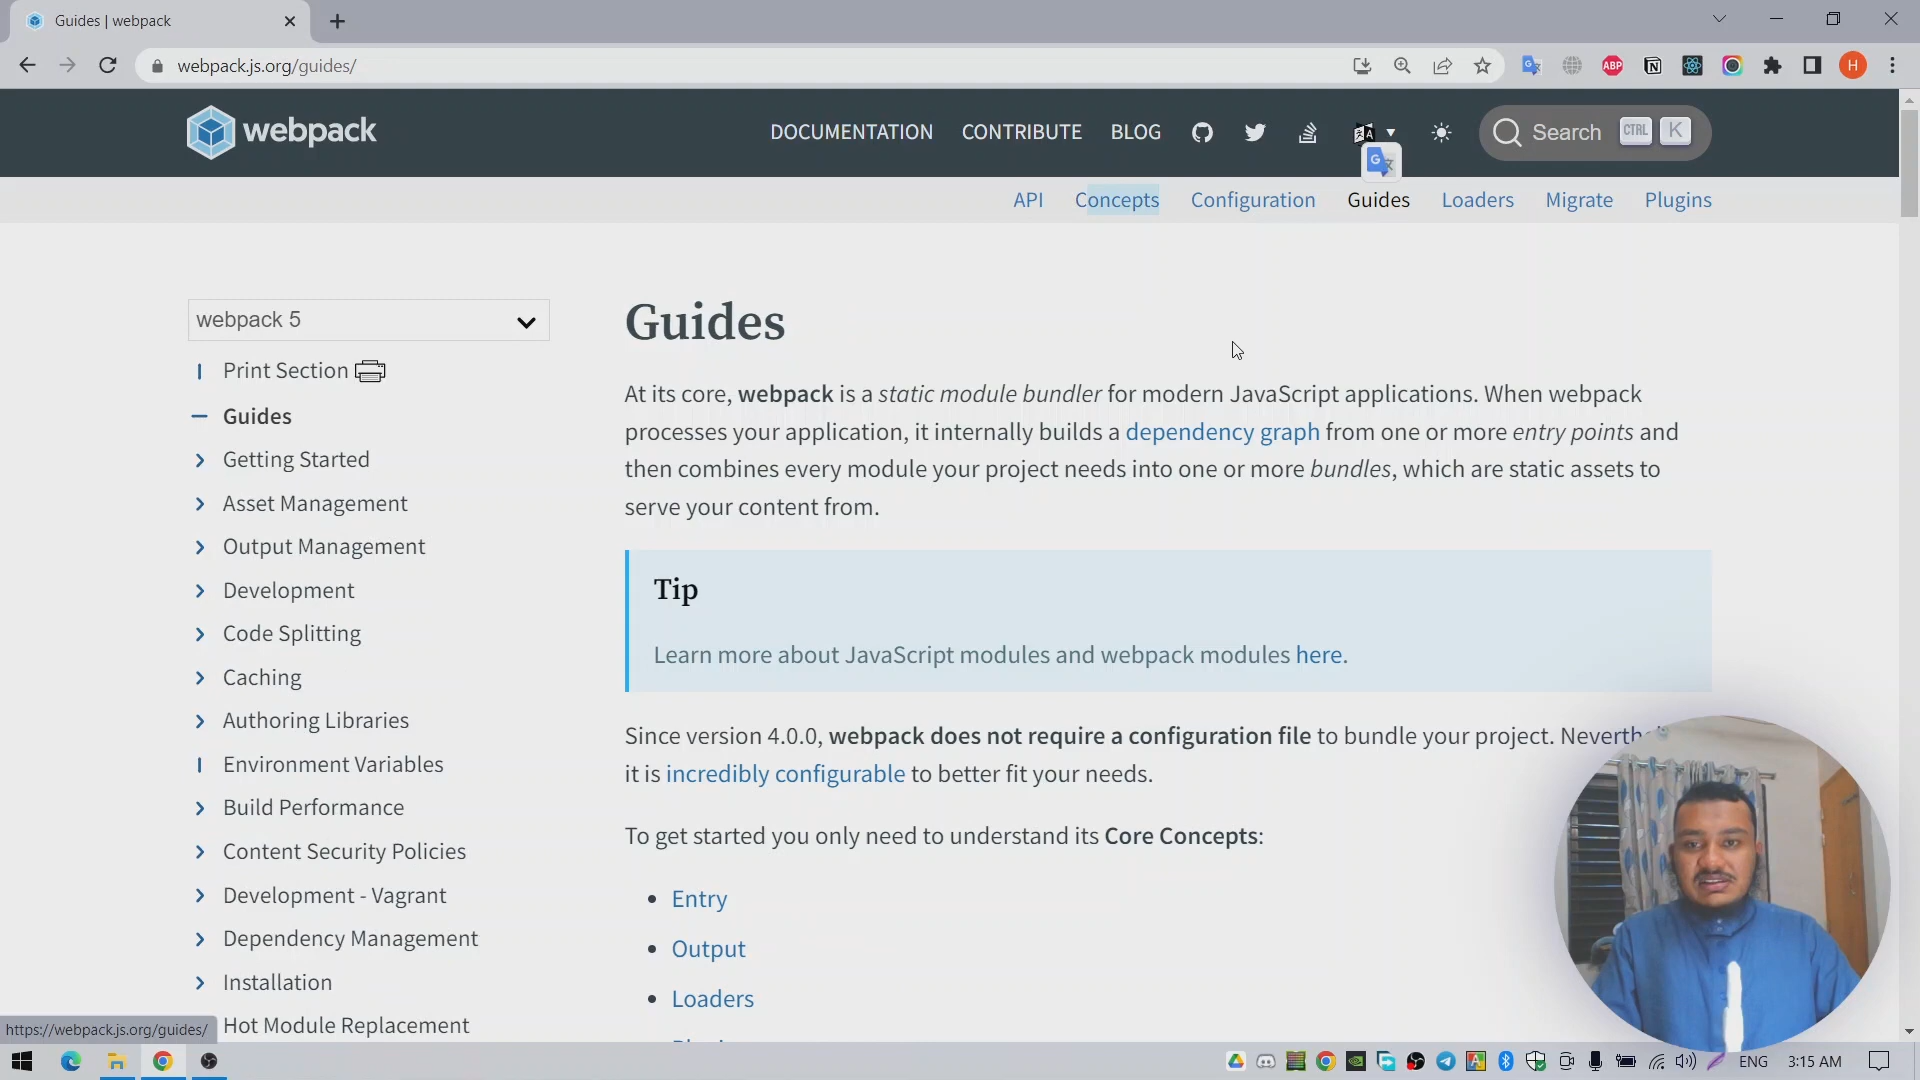 Guides | webpack
webpack.js.org/guides/
ABP
H
webpack
DOCUMENTATION
CONTRIBUTE
BLOG
Search
CTRL
K
API
Concepts
Configuration
Guides
Loaders
Migrate
Plugins
webpack 5
Print Section
Guides
Getting Started
Asset Management
Output Management
Development
Code Splitting
Caching
Authoring Libraries
Environment Variables
Build Performance
Content Security Policies
Development - Vagrant
Dependency Management
Installation
Hot Module Replacement
Guides
At its core, webpack is a static module bundler for modern JavaScript applications. When webpack
processes your application, it internally builds a dependency graph from one or more entry points and
then combines every module your project needs into one or more bundles, which are static assets to
serve your content from.
Tip
Learn more about JavaScript modules and webpack modules here.
Since version 4.0.0, webpack does not require a configuration file to bundle your project.
it is incredibly configurable to better fit your needs.
To get started you only need to understand its Core Concepts:
Entry
Output
Loaders
https://webpack.js.org/guides/
ENG
3:15 AM